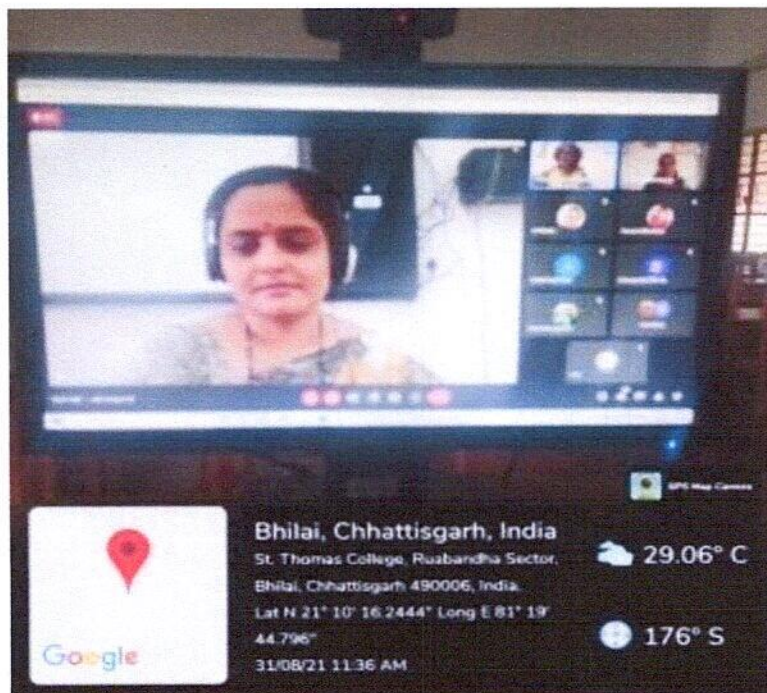 GPS Map Camera
Bhilai, Chhattisgarh, India
St. Thomas College, Ruabandha Sector,
Bhilai, Chhattisgarh 490006, India
Lat N 21° 10' 16.2444" Long E 81° 19'
44.796"
31/08/21 11:36 AM
29.06° C
176° S
Google